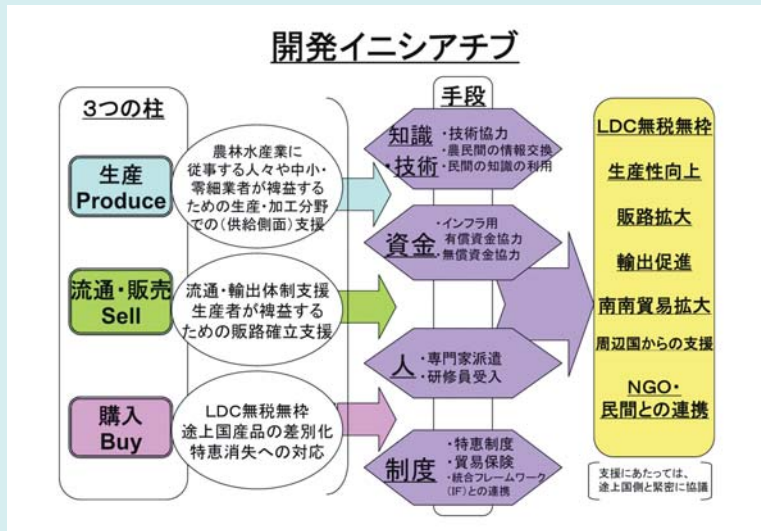 開発イニシアチブ
3つの柱
生産
Produce
農林水産業に
従事する人々や中小・
零細業者が裨益する
ための生産・加工分野
での(供給側面)支援
流通・販売
Sell
流通・輸出体制支援
生産者が裨益する
ための販路確立支援
購入
Buy
LDC無税無枠
途上国産品の差別化
特恵消失への対応
手段
知識
・技術
・技術協力
・農民間の情報交換
・民間の知識の利用
資金
・インフラ用
有償資金協力
・無償資金協力
人
・専門家派遣
・研修員受入
制度
・特恵制度
・貿易保険
・統合フレームワーク
(IF)との連携
LDC無税無枠
生産性向上
販路拡大
輸出促進
南南貿易拡大
周辺国からの支援
NGO・
民間との連携
支援にあたっては、
途上国側と緊密に協議